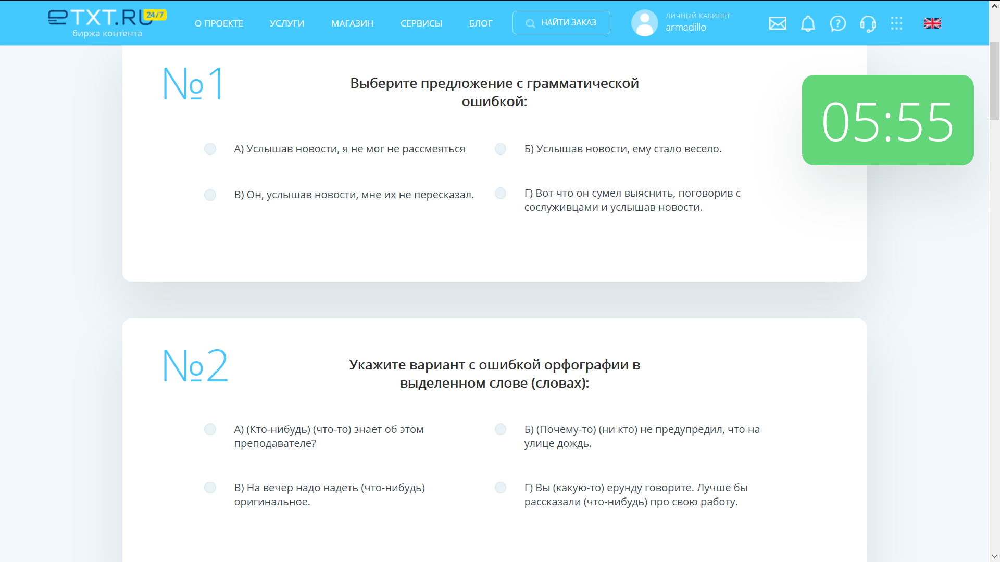 eTXT.RU 24/7
биржа контента
О ПРОЕКТЕ
УСЛУГИ
МАГАЗИН
СЕРВИСЫ
БЛОГ
НАЙТИ ЗАКАЗ
ЛИЧНЫЙ КАБИНЕТ
armadillo
?
05:55
№1
Выберите предложение с грамматической
ошибкой:
А) Услышав новости, я не мог не рассмеяться
Б) Услышав новости, ему стало весело.
В) Он, услышав новости, мне их не пересказал.
Г) Вот что он сумел выяснить, поговорив с
сослуживцами и услышав новости.
№2
Укажите вариант с ошибкой орфографии в
выделенном слове (словах):
А) (Кто-нибудь) (что-то) знает об этом
преподавателе?
Б) (Почему-то) (ни кто) не предупредил, что на
улице дождь.
В) На вечер надо надеть (что-нибудь)
оригинальное.
Г) Вы (какую-то) ерунду говорите. Лучше бы
рассказали (что-нибудь) про свою работу.